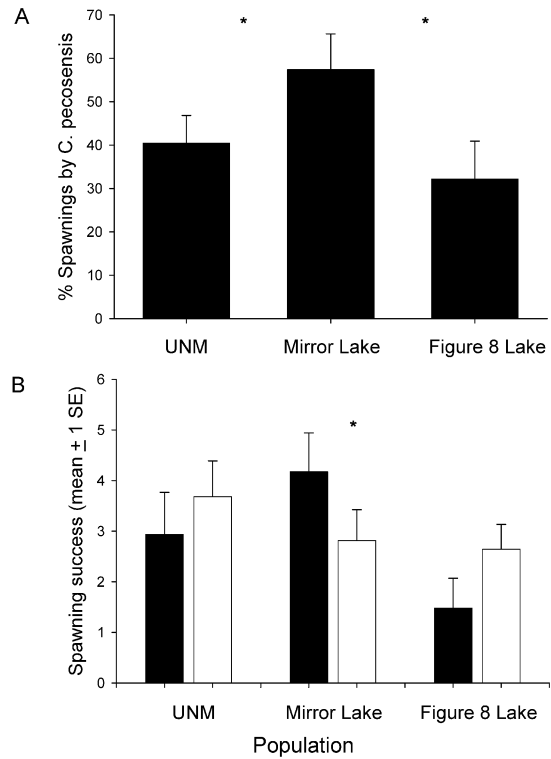 A
% Spawnings by C. pecosensis
70
60
50
40
30
20
10
0
* *
UNM Mirror Lake Figure 8 Lake
B
Spawning success (mean ± 1 SE)
6
5
4
3
2
1
0
*
UNM Mirror Lake Figure 8 Lake
Population